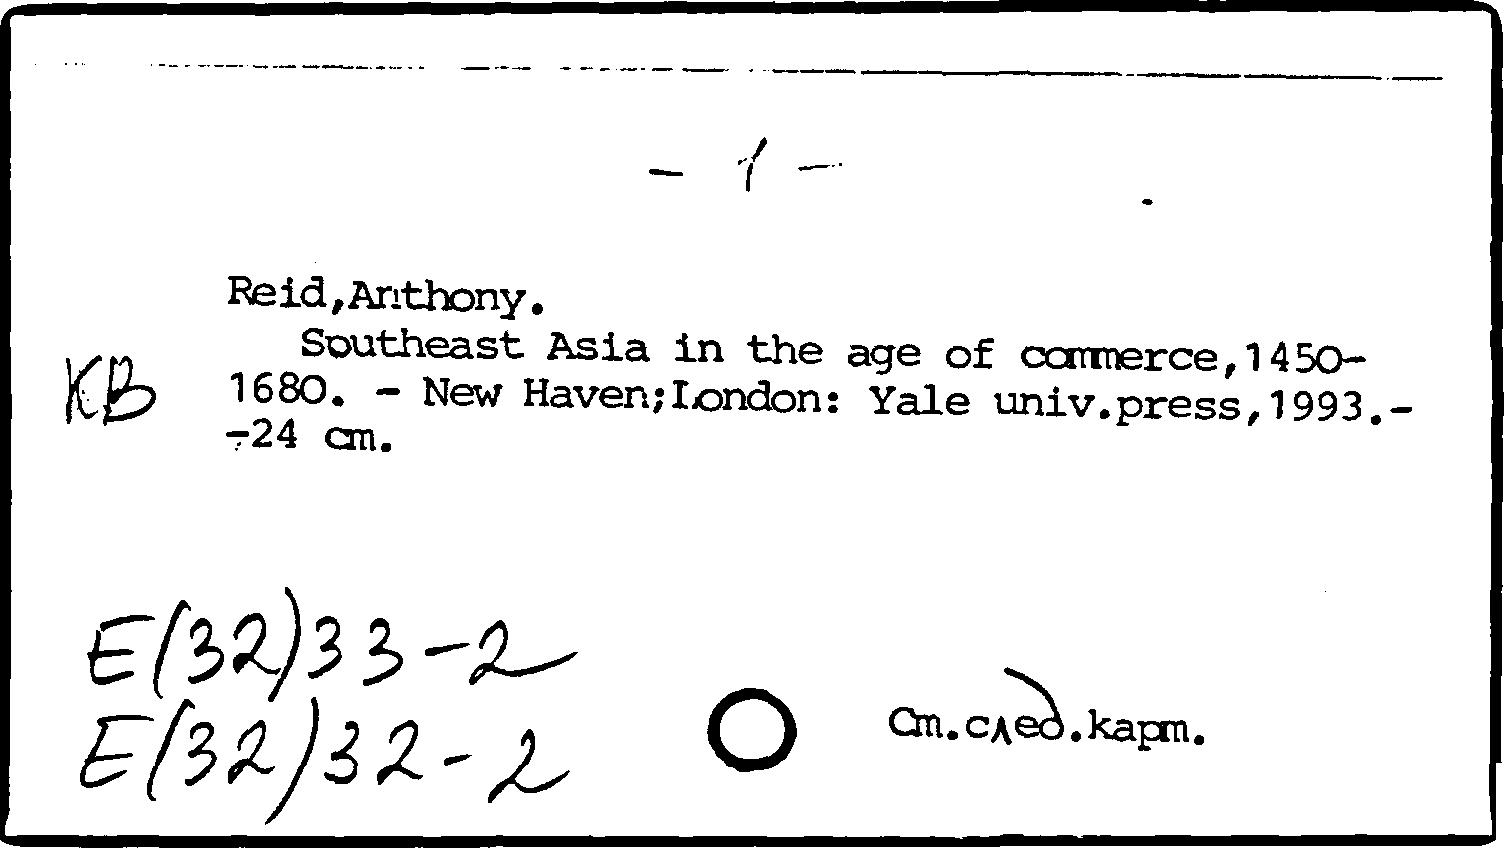 - 1 -
Reid,Anthony.
Southeast Asia in the age of commerce,1450-
КВ
1680. - New Haven;London: Yale univ.press,1993.-
-24 cm.
E(32)33-2
E(32)32-2
Cm.след.карт.